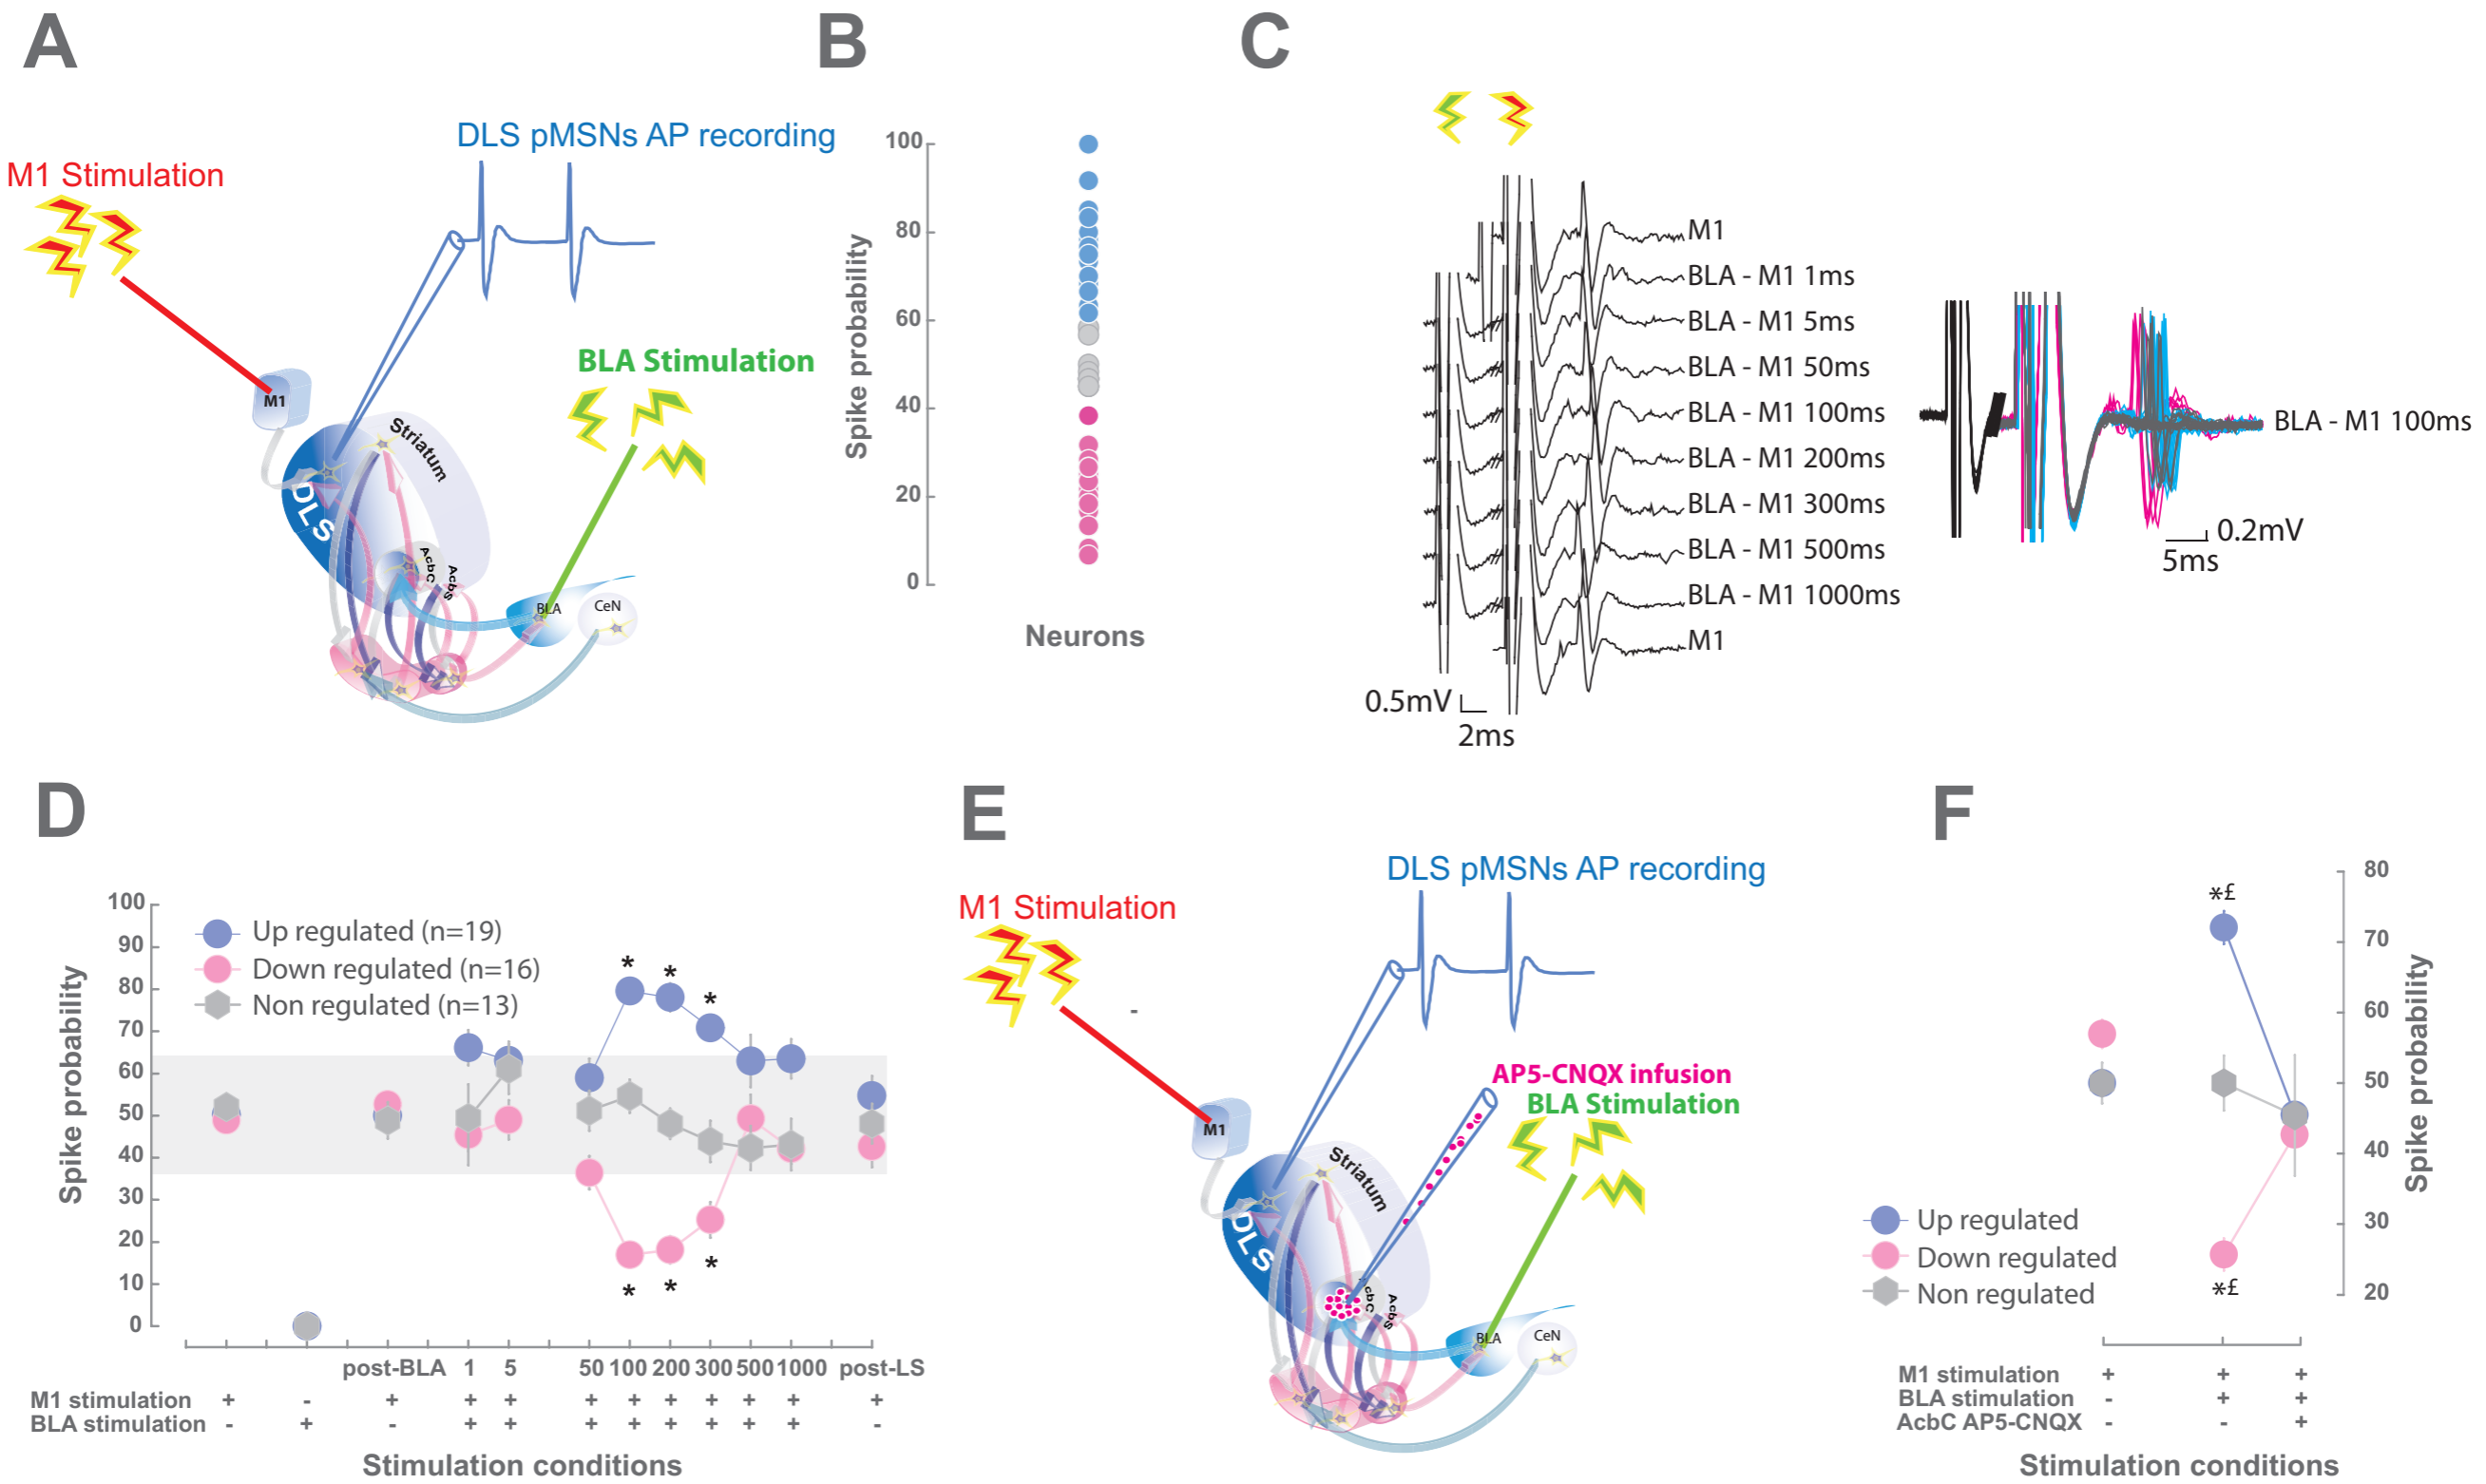 A
M1 Stimulation
DLS pMSNs AP recording
BLA Stimulation
M1
Striatum
DLS
AcbC
AcbS
BLA
CeN
B
Spike probability
100
80
60
40
20
0
Neurons
C
M1
BLA - M1 1ms
BLA - M1 5ms
BLA - M1 50ms
BLA - M1 100ms
BLA - M1 200ms
BLA - M1 300ms
BLA - M1 500ms
BLA - M1 1000ms
M1
0.5mV
2ms
BLA - M1 100ms
0.2mV
5ms
D
Spike probability
100
90
80
70
60
50
40
30
20
10
0
Up regulated (n=19)
Down regulated (n=16)
Non regulated (n=13)
* * *
* * *
post-BLA 1 5 50 100 200 300 500 1000 post-LS
M1 stimulation + - + + + + + + + + + +
BLA stimulation - + - + + + + + + + + -
Stimulation conditions
E
M1 Stimulation
-
DLS pMSNs AP recording
AP5-CNQX infusion
BLA Stimulation
M1
Striatum
DLS
cbC
AcbS
BLA
CeN
F
80
70
60
50
40
30
20
Spike probability
*£
*£
Up regulated
Down regulated
Non regulated
M1 stimulation + + +
BLA stimulation - + +
AcbC AP5-CNQX - - +
Stimulation conditions